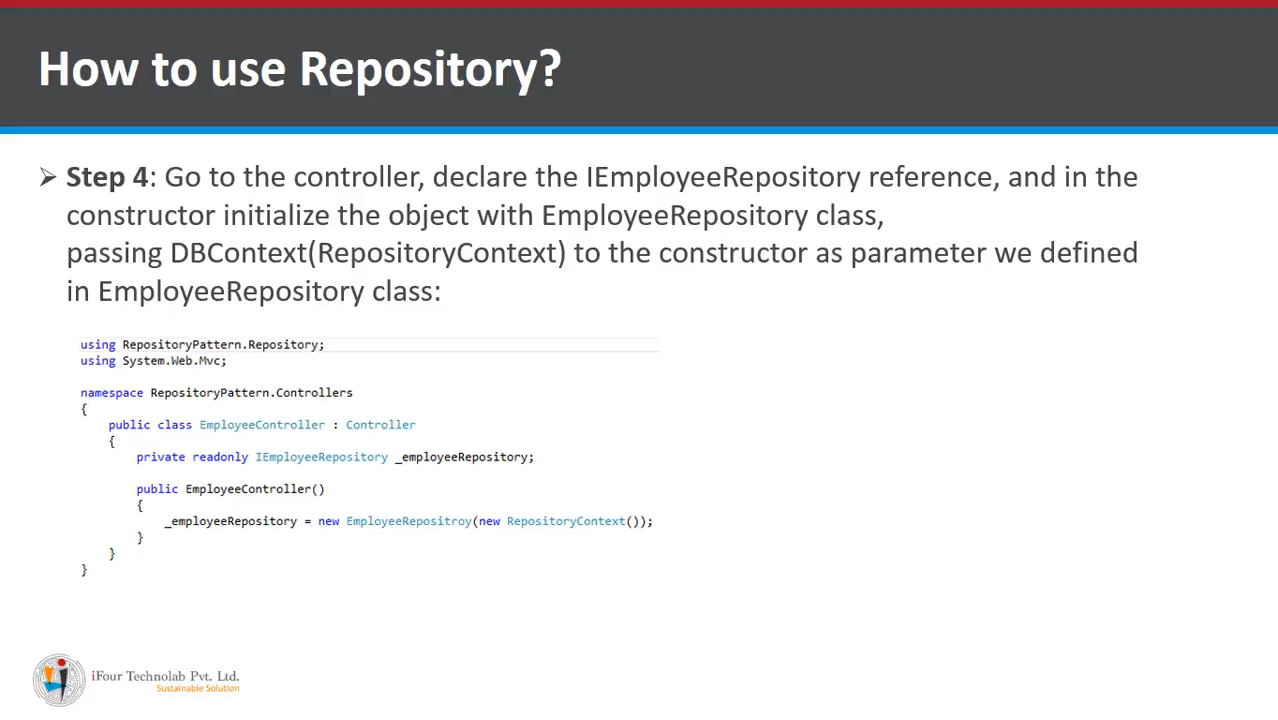 How to use Repository?
➢ Step 4: Go to the controller, declare the IEmployeeRepository reference, and in the
constructor initialize the object with EmployeeRepository class,
passing DBContext(RepositoryContext) to the constructor as parameter we defined
in EmployeeRepository class:
using RepositoryPattern.Repository;
using System.Web.Mvc;
namespace RepositoryPattern.Controllers
{
public class EmployeeController : Controller
{
private readonly IEmployeeRepository _employeeRepository;
public EmployeeController()
{
_employeeRepository = new EmployeeRepositroy(new RepositoryContext());
}
}
}
iFour Technolab Pvt. Ltd.
Sustainable Solution